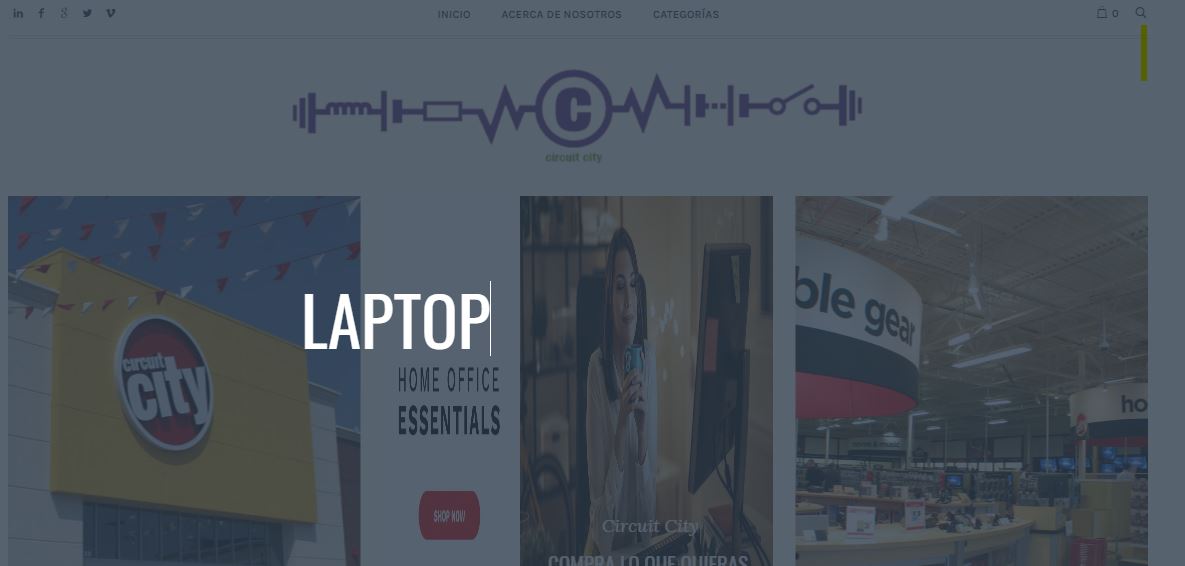 in f g
INICIO ACERCA DE NOSOTROS CATEGORÍAS
0
C
circuit city
circuit
city
LAPTOP
HOME OFFICE
ESSENTIALS
SHOP NOW
Circuit City
COMPRA LO QUE QUIERAS
ble gear
ho